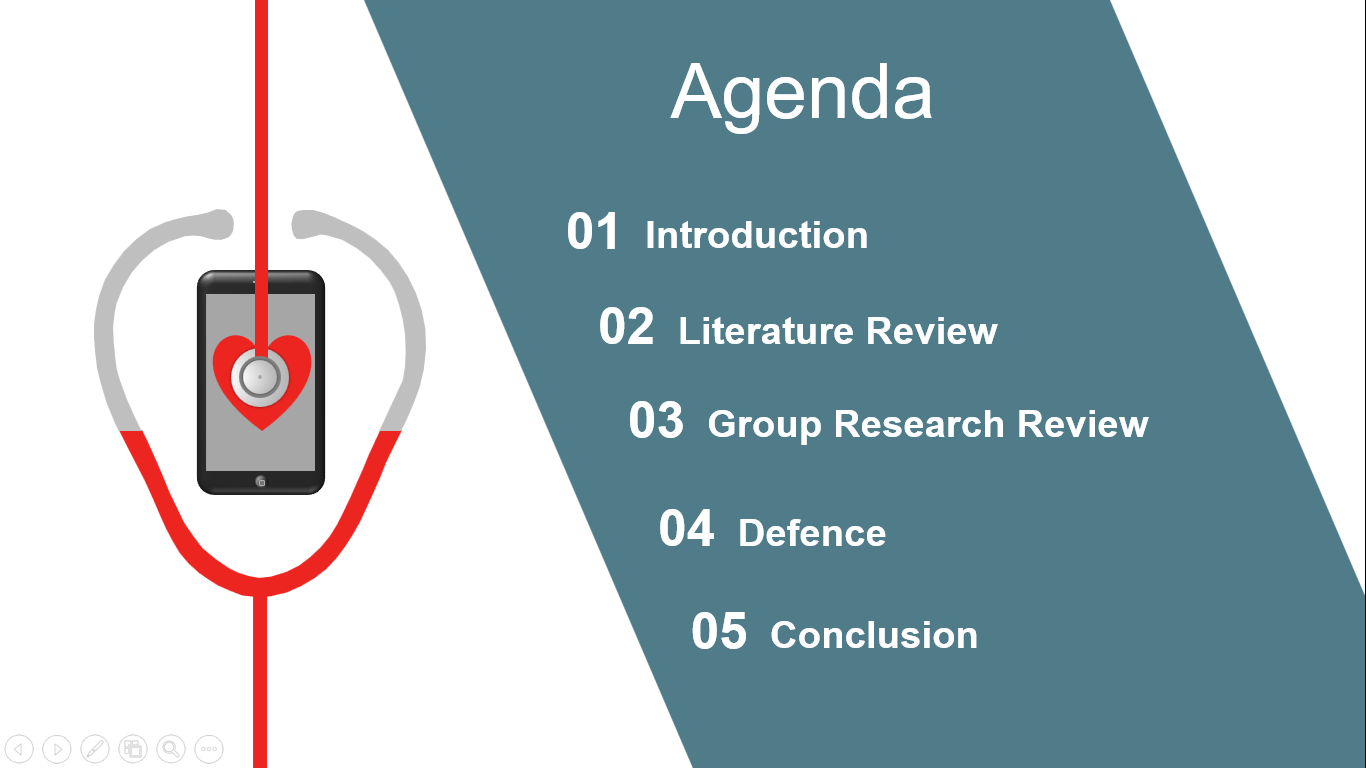 Agenda
01 Introduction
02 Literature Review
03 Group Research Review
04 Defence
05 Conclusion